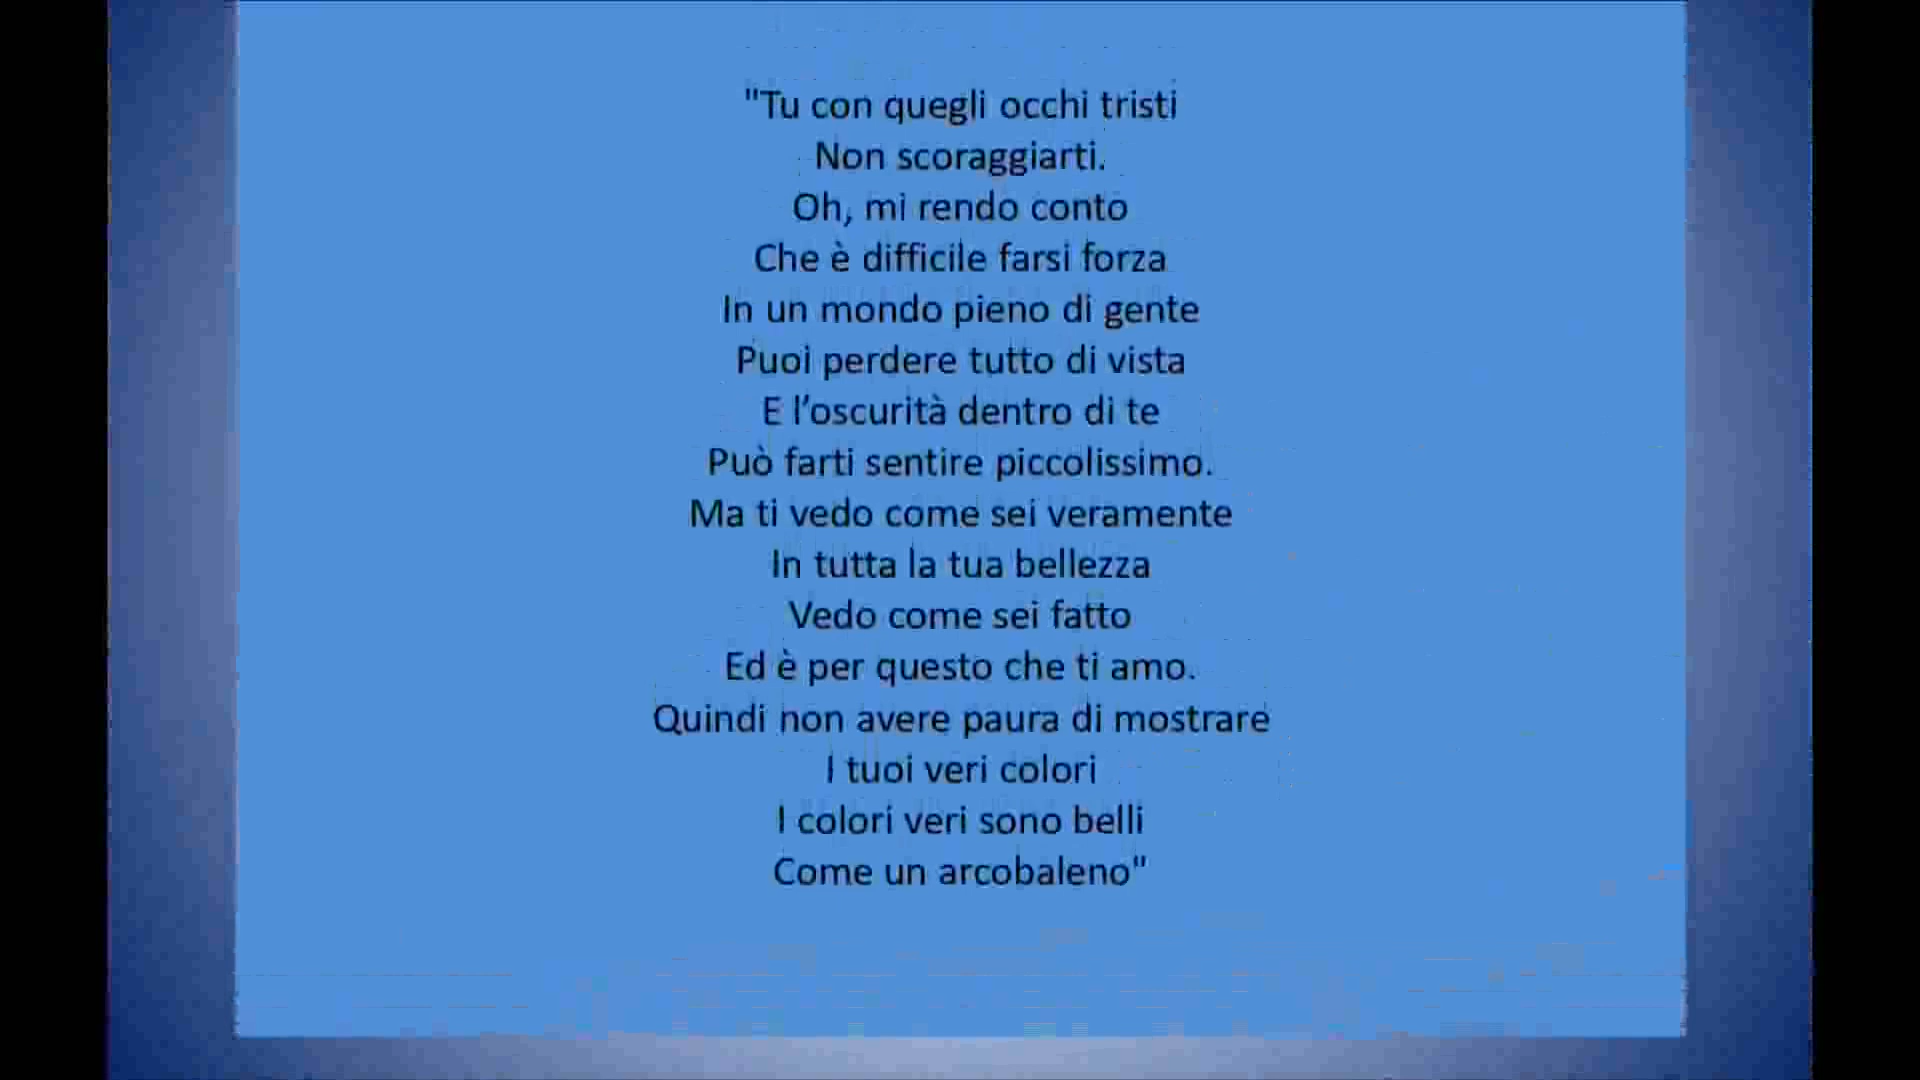 "Tu con quegli occhi tristi
Non scoraggiarti.
Oh, mi rendo conto
Che è difficile farsi forza
In un mondo pieno di gente
Puoi perdere tutto di vista
E l’oscurità dentro di te
Può farti sentire piccolissimo.
Ma ti vedo come sei veramente
In tutta la tua bellezza
Vedo come sei fatto
Ed è per questo che ti amo.
Quindi non avere paura di mostrare
I tuoi veri colori
I colori veri sono belli
Come un arcobaleno"